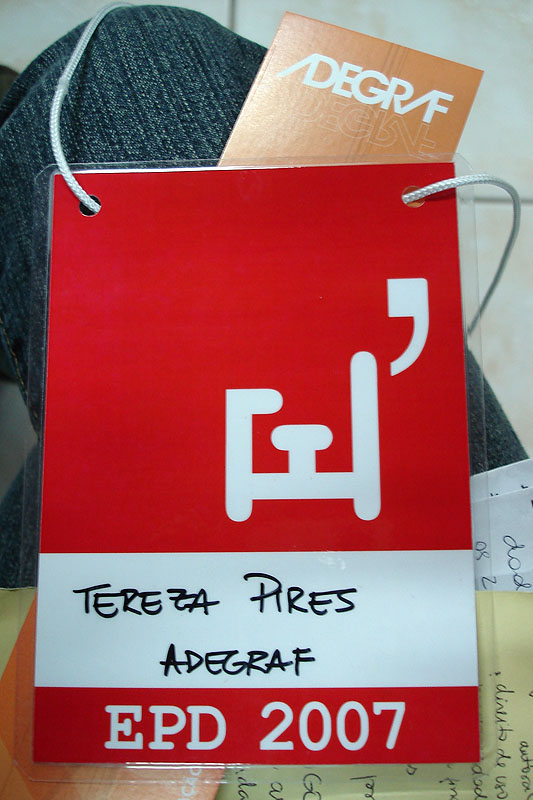 ADEGRAF
TEREZA PIRES
ADEGRAF
EPD 2007